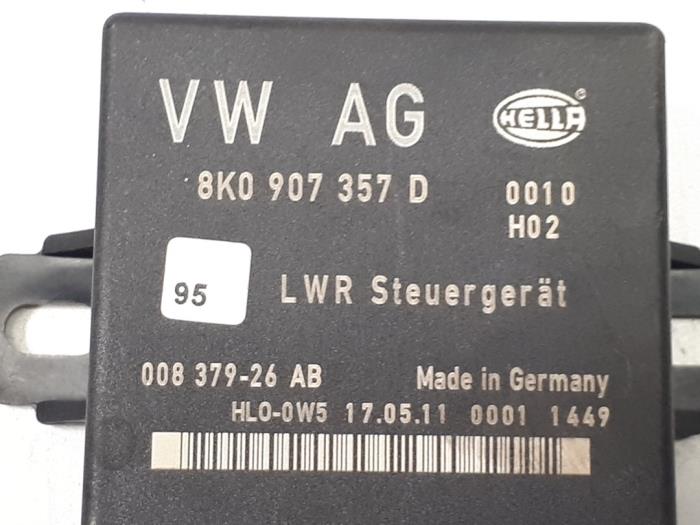 VW AG HELLA ®
8K0 907 357 D 0010
H02
95 LWR Steuergerät
008 379-26 AB Made in Germany
HLO-0W5 17.05.11 0001 1449